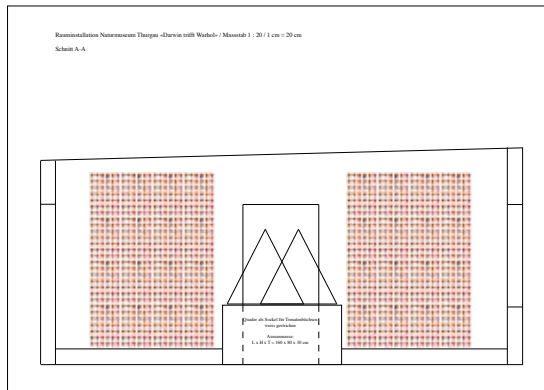 Rauminstallation Naturmuseum Thurgau «Darwin trifft Warhol» / Massstab 1 : 20 / 1 cm = 20 cm
Schnitt A-A
Quader als Sockel für Tomatenbüchsen
weiss gestrichen
Aussenmasse
L x H x T = 160 x 80 x 30 cm